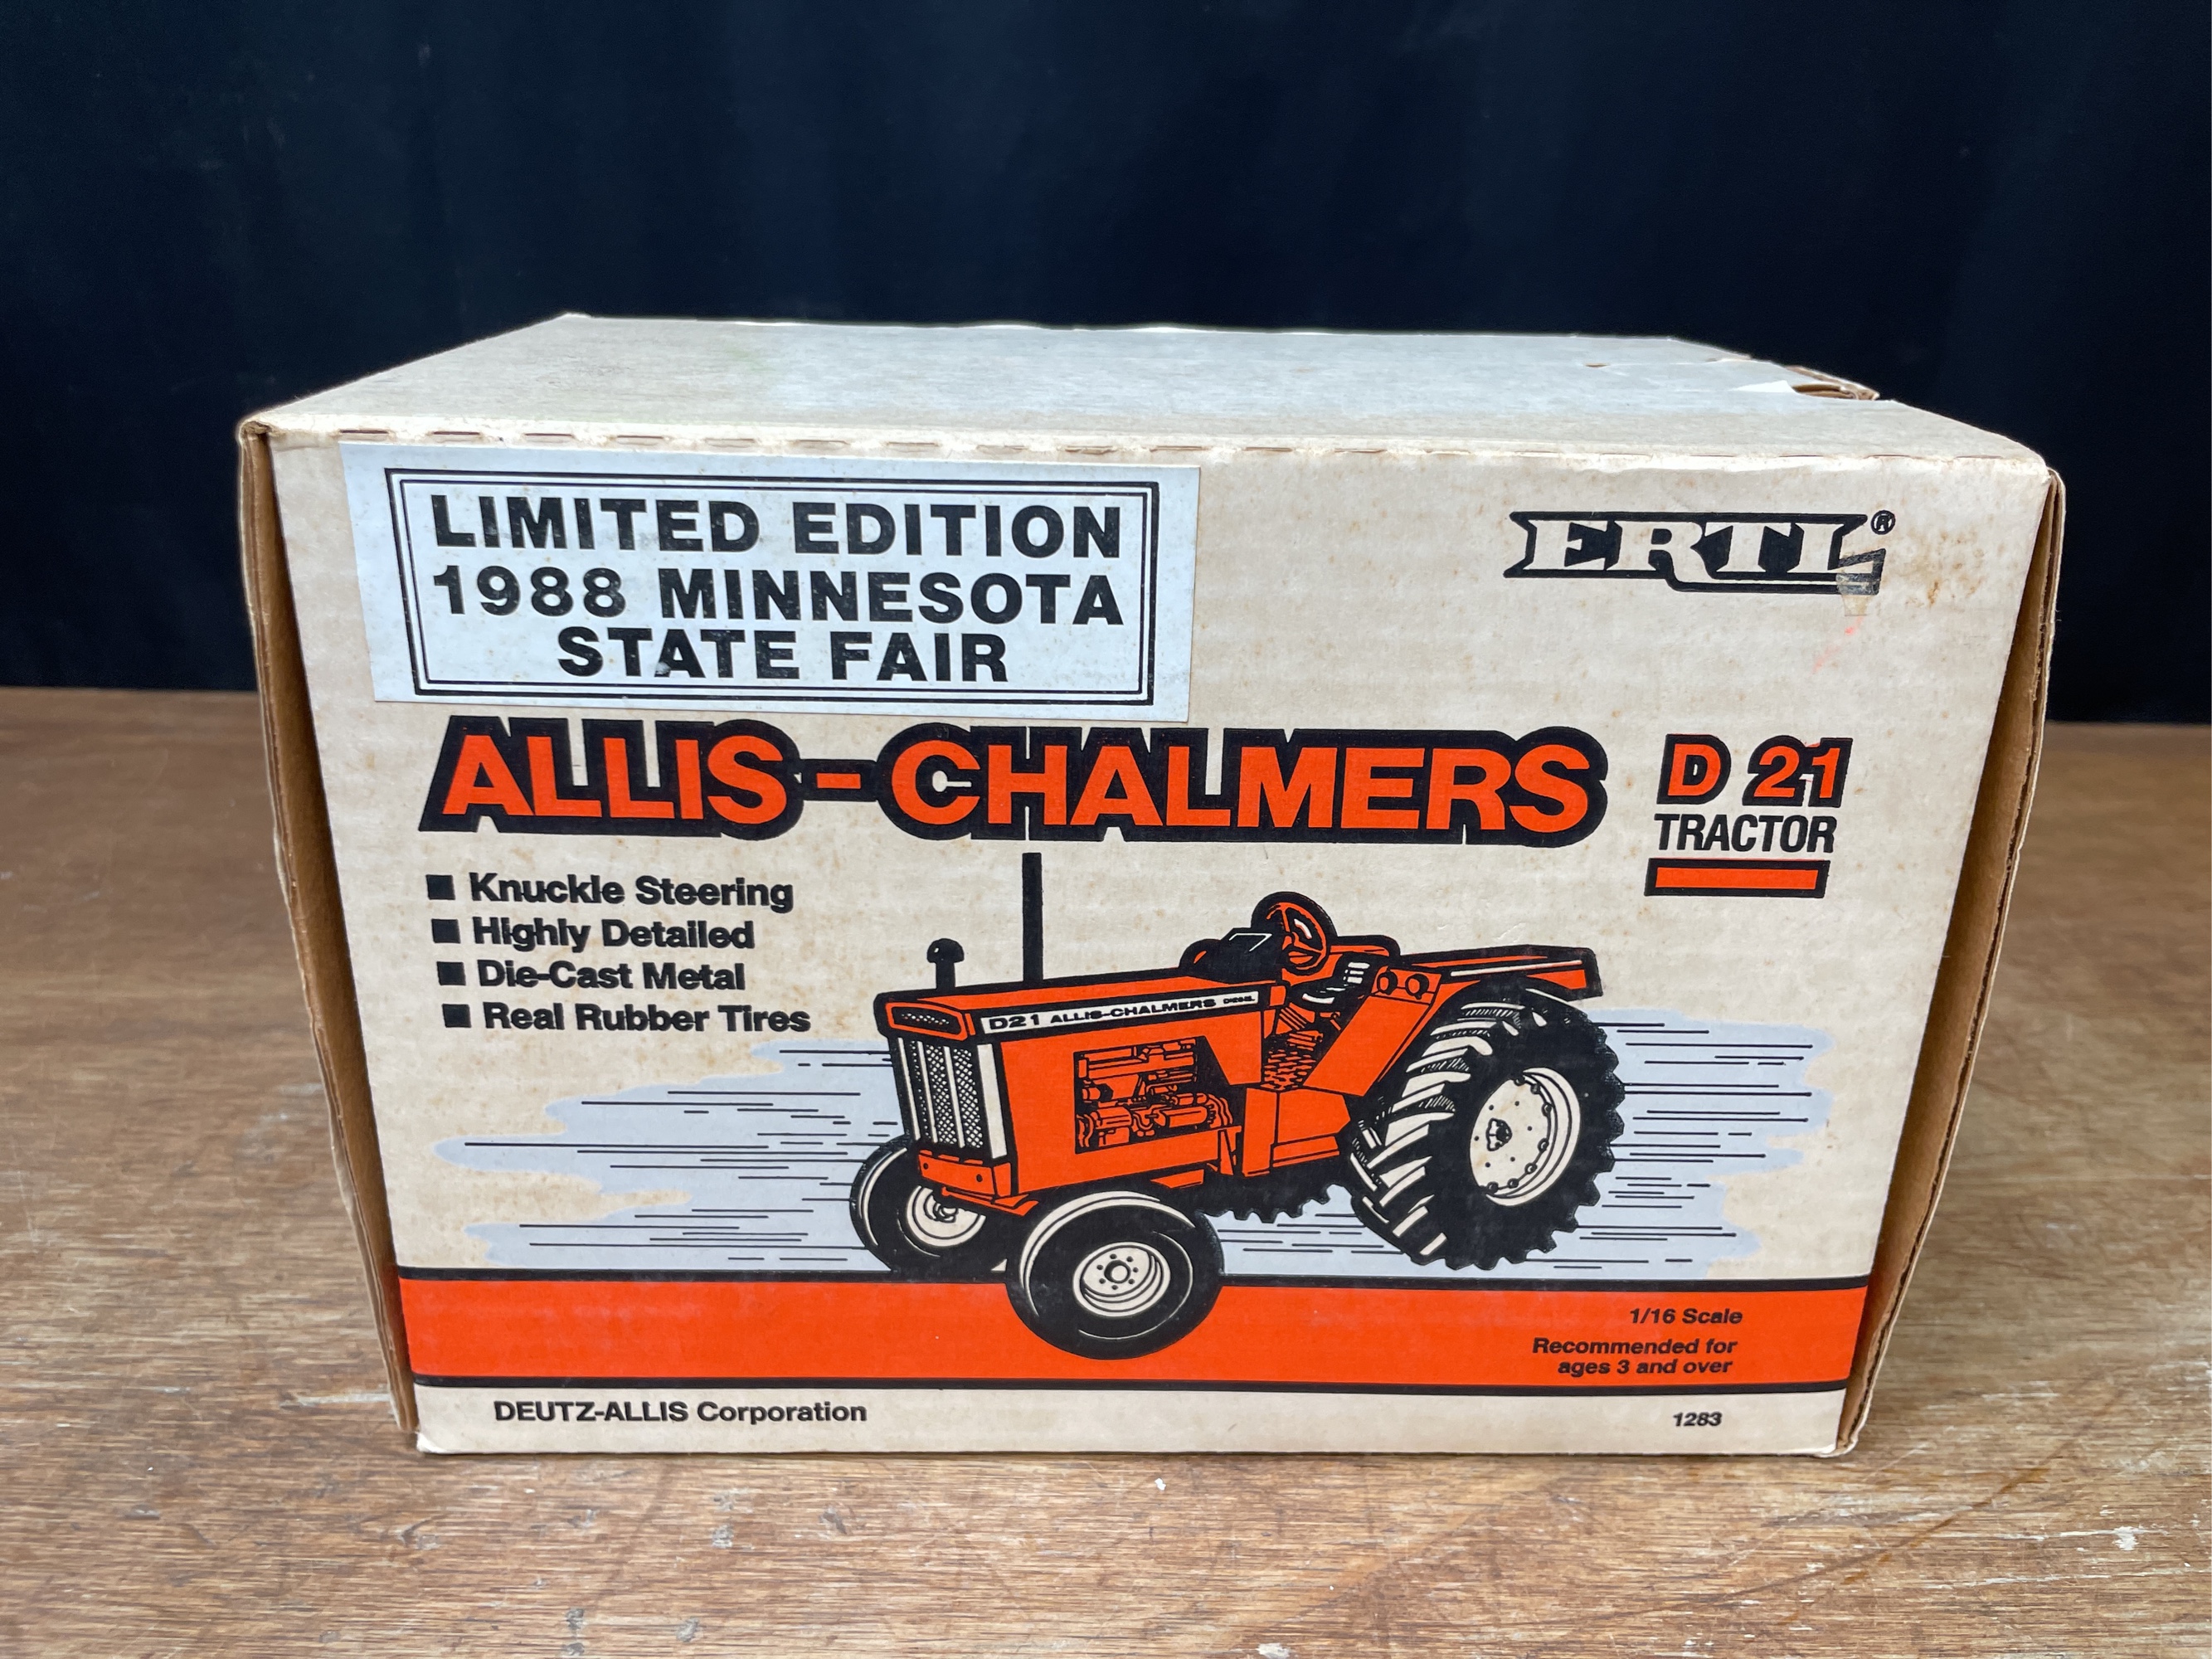 LIMITED EDITION
1988 MINNESOTA
STATE FAIR
ERTL®
ALLIS-CHALMERS
D 21
TRACTOR
■ Knuckle Steering
■ Highly Detailed
■ Die-Cast Metal
■ Real Rubber Tires
D21 ALLIS-CHALMERS DIESEL
1/16 Scale
Recommended for
ages 3 and over
DEUTZ-ALLIS Corporation
1283